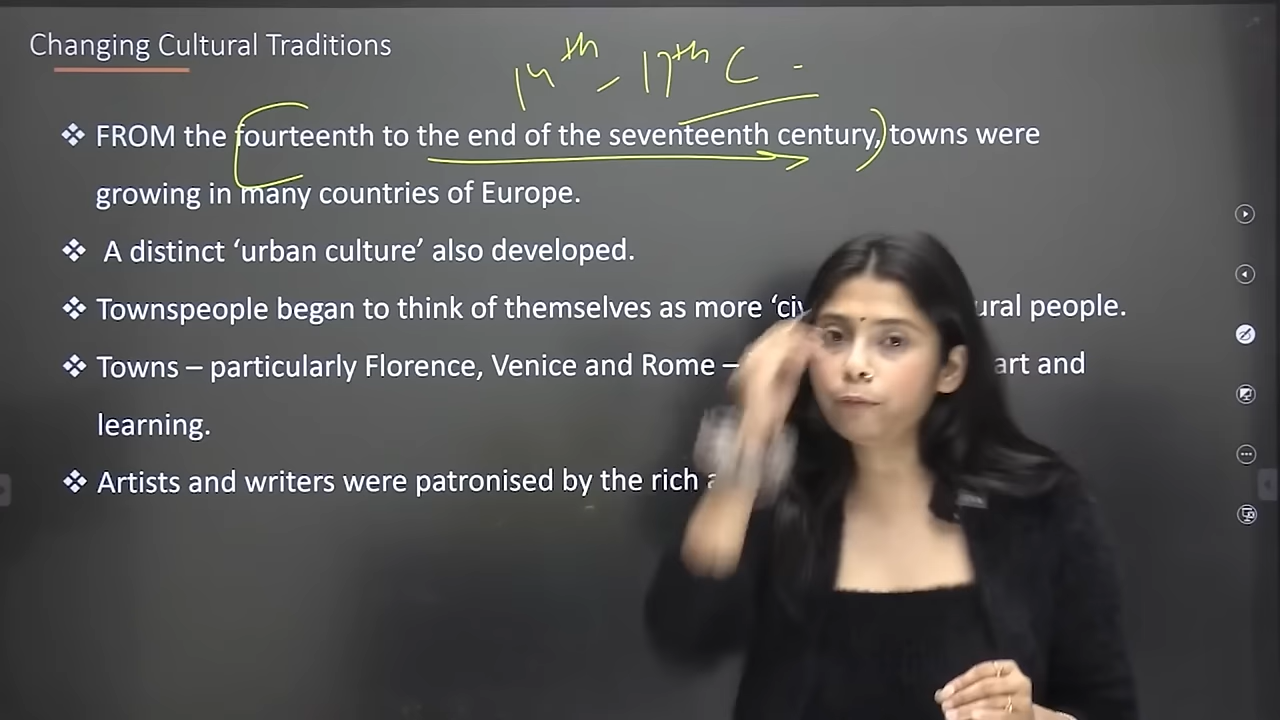 Changing Cultural Traditions
14th - 17th C
❖ FROM the fourteenth to the end of the seventeenth century, towns were
growing in many countries of Europe.
❖ A distinct ‘urban culture’ also developed.
❖ Townspeople began to think of themselves as more people.
❖ Towns – particularly Florence, Venice and Rome – art and
learning.
❖ Artists and writers were patronised by the rich